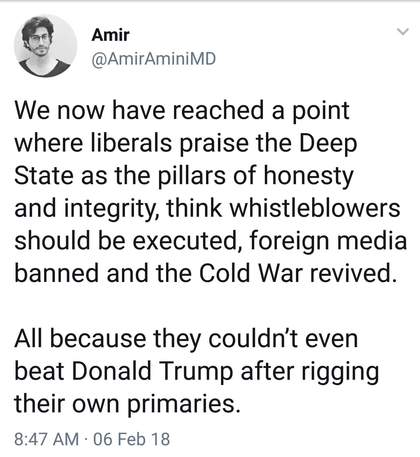 Amir
@AmirAminiMD
We now have reached a point
where liberals praise the Deep
State as the pillars of honesty
and integrity, think whistleblowers
should be executed, foreign media
banned and the Cold War revived.
All because they couldn't even
beat Donald Trump after rigging
their own primaries.
8:47 AM · 06 Feb 18